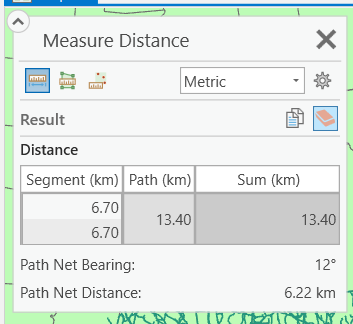 Measure Distance
Metric
Result
Distance
Segment (km) Path (km) Sum (km)
6.70
13.40 13.40
6.70
Path Net Bearing: 12°
Path Net Distance: 6.22 km